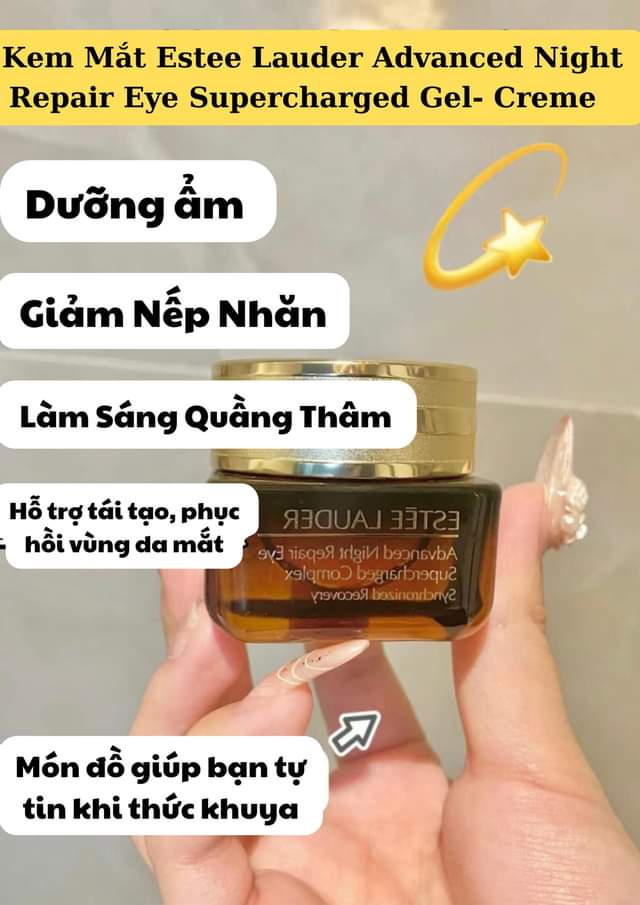 Kem Mắt Estee Lauder Advanced Night
Repair Eye Supercharged Gel- Creme
Dưỡng ẩm
Giảm Nếp Nhăn
Làm Sáng Quầng Thâm
Hỗ trợ tái tạo, phục
hồi vùng da mắt
ESTĒE LAUDER
Advanced Night Repair Eye
Supercharged Complex
Synchronized Recovery
Món đồ giúp bạn tự
tin khi thức khuya